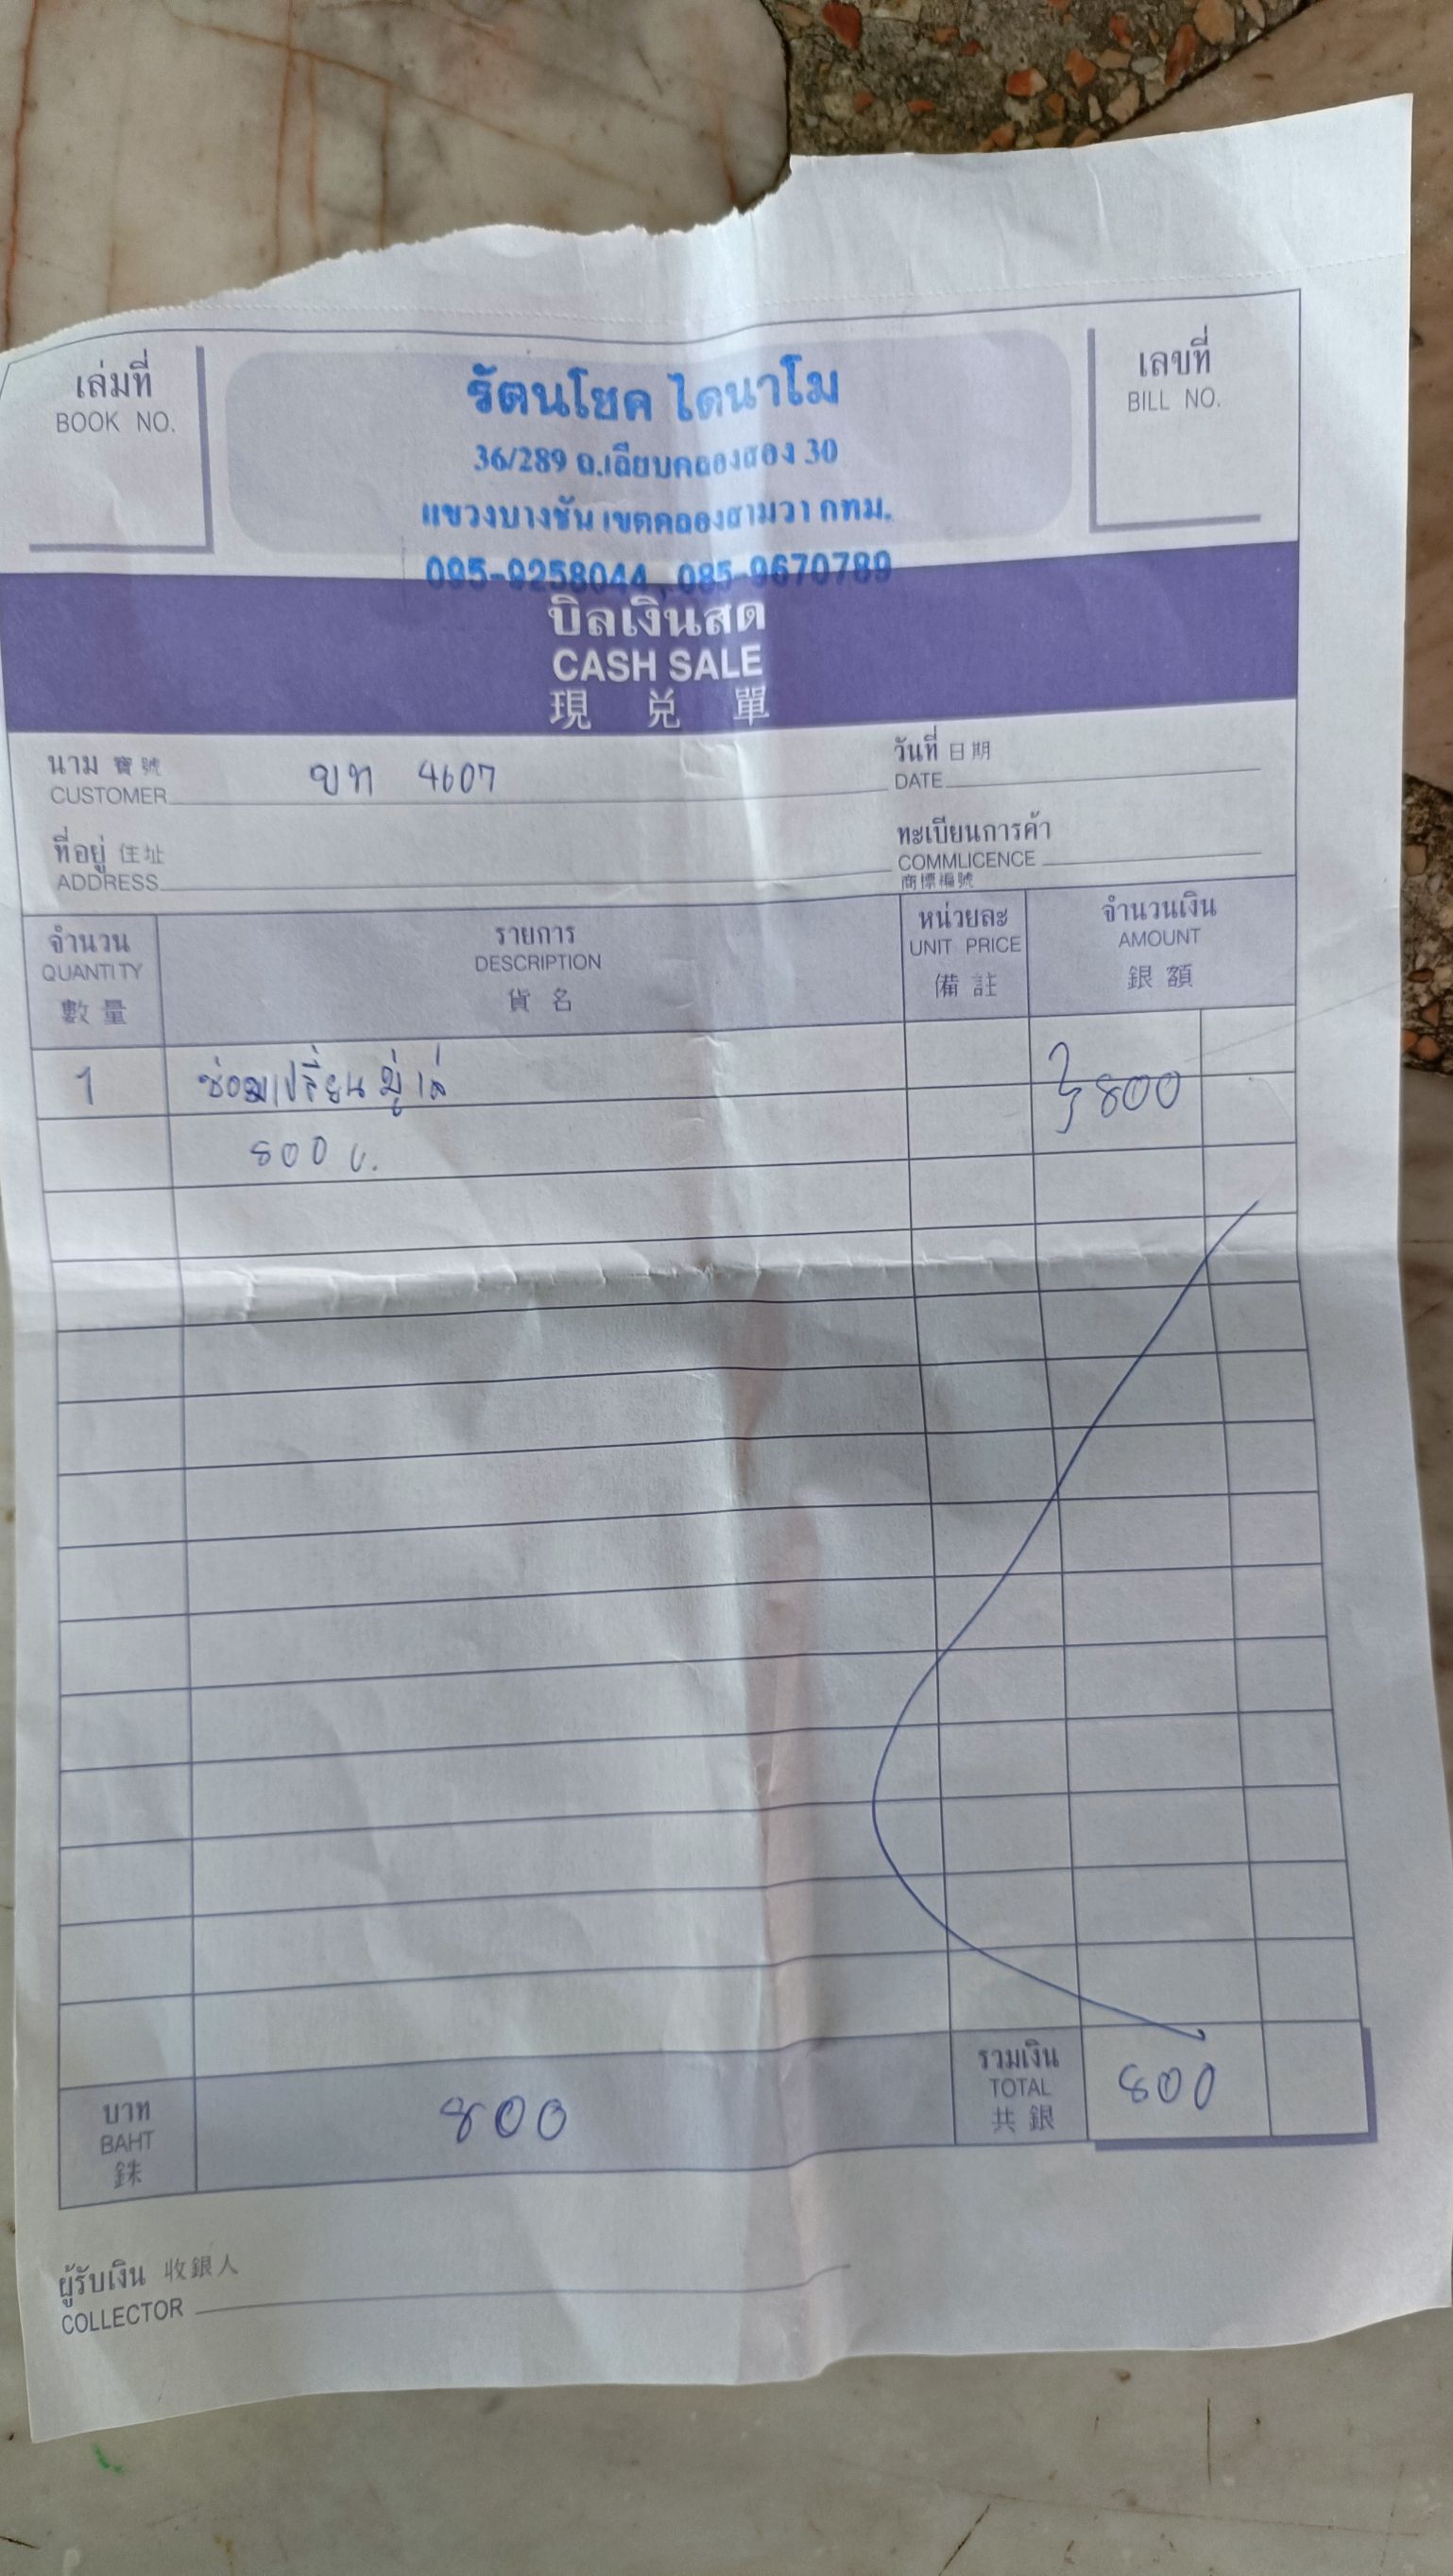 เล่มที่
BOOK NO.
รัตนโชค ไดนาโม
36/289 ถ.เลียบคลองสอง 30
แขวงบางชัน เขตคลองสามวา กทม.
095-9258044, 085-9670789
เลขที่
BILL NO.
บิลเงินสด
CASH SALE
現 兑 單
นาม 寶號
CUSTOMER
ขท 4607
วันที่ 日期
DATE
ที่อยู่ 住址
ADDRESS
ทะเบียนการค้า
COMMLICENCE
商標編號
จำนวน
QUANTITY
數量
รายการ
DESCRIPTION
貨名
หน่วยละ
UNIT PRICE
備註
จำนวนเงิน
AMOUNT
銀額
1 ซ่อมเปลี่ยน มู่เล่ 800
800 บ.
บาท
BAHT
銖
800
รวมเงิน
TOTAL
共銀
800
ผู้รับเงิน 收銀人
COLLECTOR